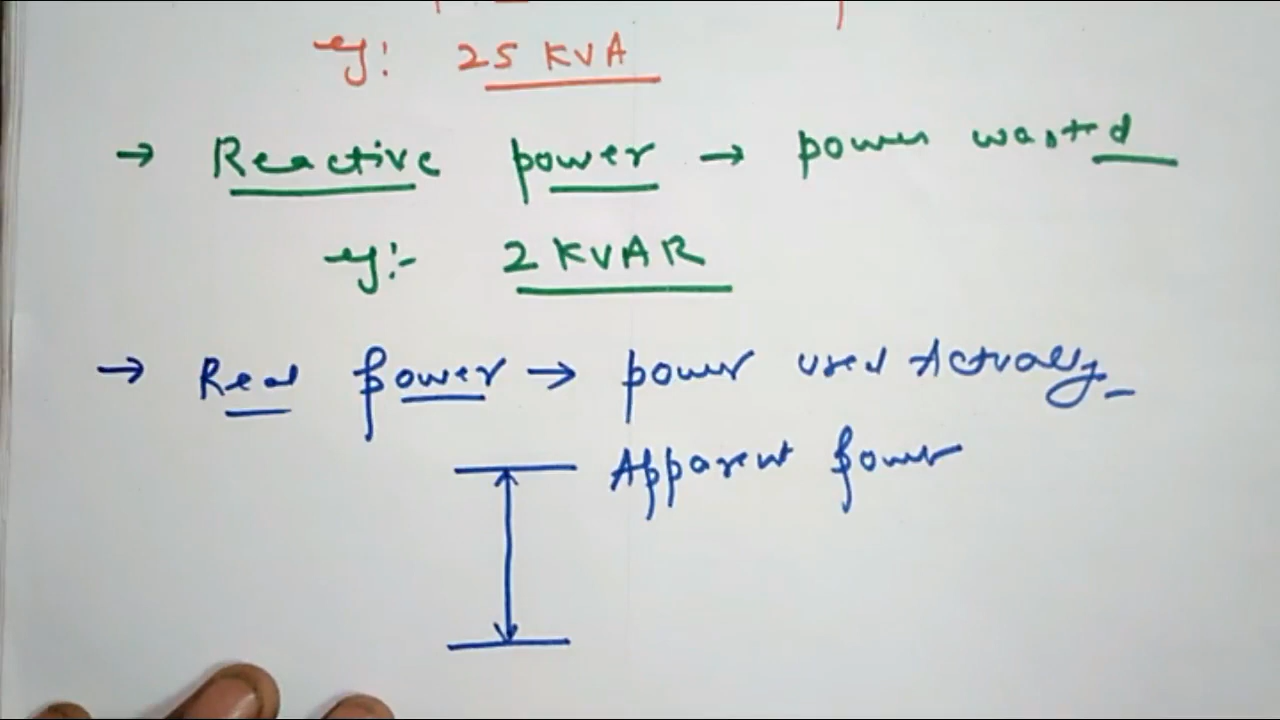 eg: 25 KVA
→ Reactive power → power wasted
eg:- 2 KVAR
→ Real power → power used Actually
Apparent power